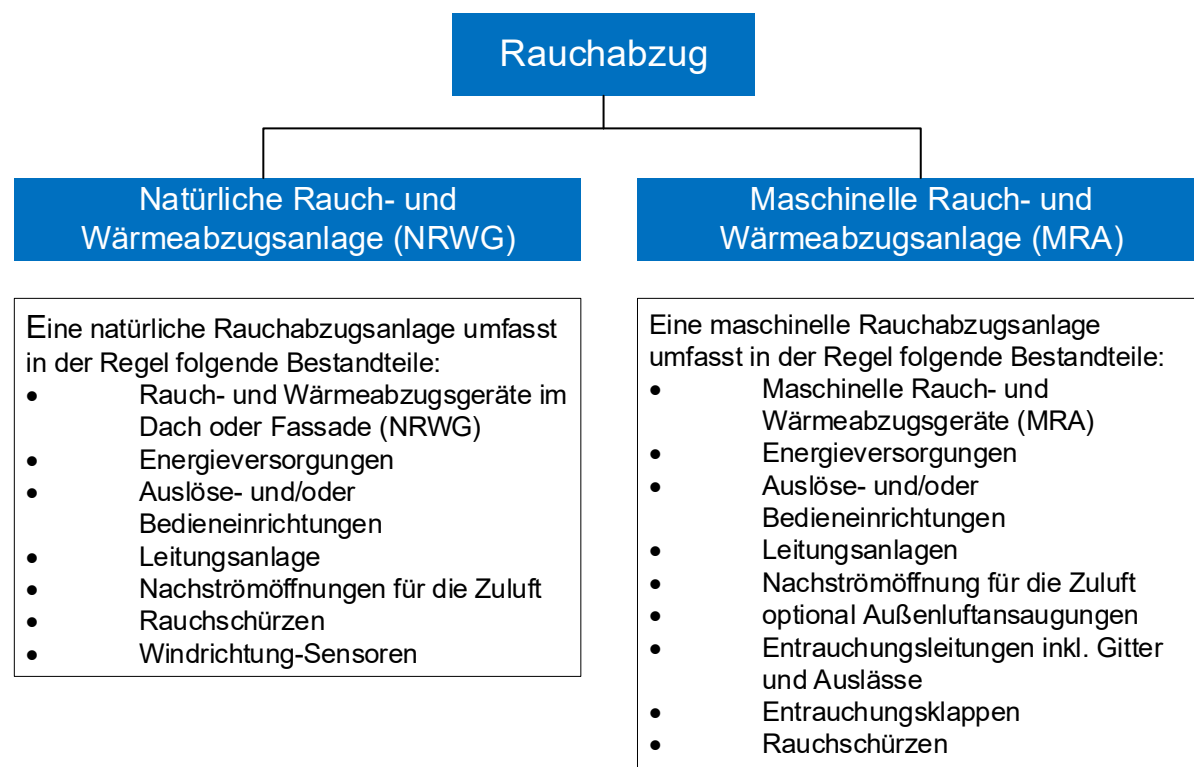 Rauchabzug
Natürliche Rauch- und
Wärmeabzugsanlage (NRWG)
Eine natürliche Rauchabzugsanlage umfasst
in der Regel folgende Bestandteile:
• Rauch- und Wärmeabzugsgeräte im
Dach oder Fassade (NRWG)
• Energieversorgungen
• Auslöse- und/oder
Bedieneinrichtungen
• Leitungsanlage
• Nachströmöffnungen für die Zuluft
• Rauchschürzen
• Windrichtung-Sensoren
Maschinelle Rauch- und
Wärmeabzugsanlage (MRA)
Eine maschinelle Rauchabzugsanlage
umfasst in der Regel folgende Bestandteile:
• Maschinelle Rauch- und
Wärmeabzugsgeräte (MRA)
• Energieversorgungen
• Auslöse- und/oder
Bedieneinrichtungen
• Leitungsanlagen
• Nachströmöffnung für die Zuluft
• optional Außenluftansaugungen
• Entrauchungsleitungen inkl. Gitter
und Auslässe
• Entrauchungsklappen
• Rauchschürzen